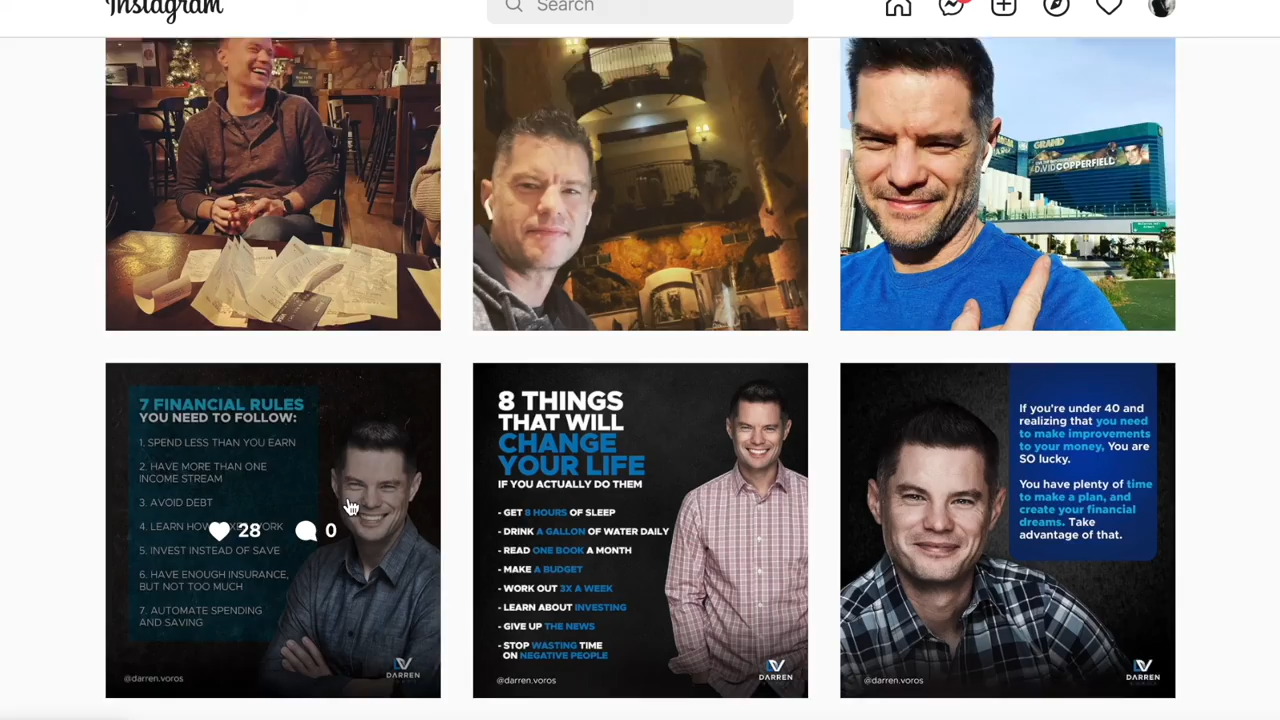 Instagram
Search
GRAND
DAVID COPPERFIELD
7 FINANCIAL RULES
YOU NEED TO FOLLOW:
1. SPEND LESS THAN YOU EARN
2. HAVE MORE THAN ONE
INCOME STREAM
3. AVOID DEBT
4. LEARN HOW WORK
28
0
5. INVEST INSTEAD OF SAVE
6. HAVE ENOUGH INSURANCE,
BUT NOT TOO MUCH
7. AUTOMATE SPENDING
AND SAVING
DARREN
@darren.voros
8 THINGS
THAT WILL
CHANGE
YOUR LIFE
IF YOU ACTUALLY DO THEM
- GET 8 HOURS OF SLEEP
- DRINK A GALLON OF WATER DAILY
- READ ONE BOOK A MONTH
- MAKE A BUDGET
- WORK OUT 3X A WEEK
- LEARN ABOUT INVESTING
- GIVE UP THE NEWS
- STOP WASTING TIME
ON NEGATIVE PEOPLE
DARREN
@darren.voros
If you're under 40 and
realizing that you need
to make improvements
to your money, You are
SO lucky.
You have plenty of time
to make a plan, and
create your financial
dreams. Take
advantage of that.
DARREN
@darren.voros